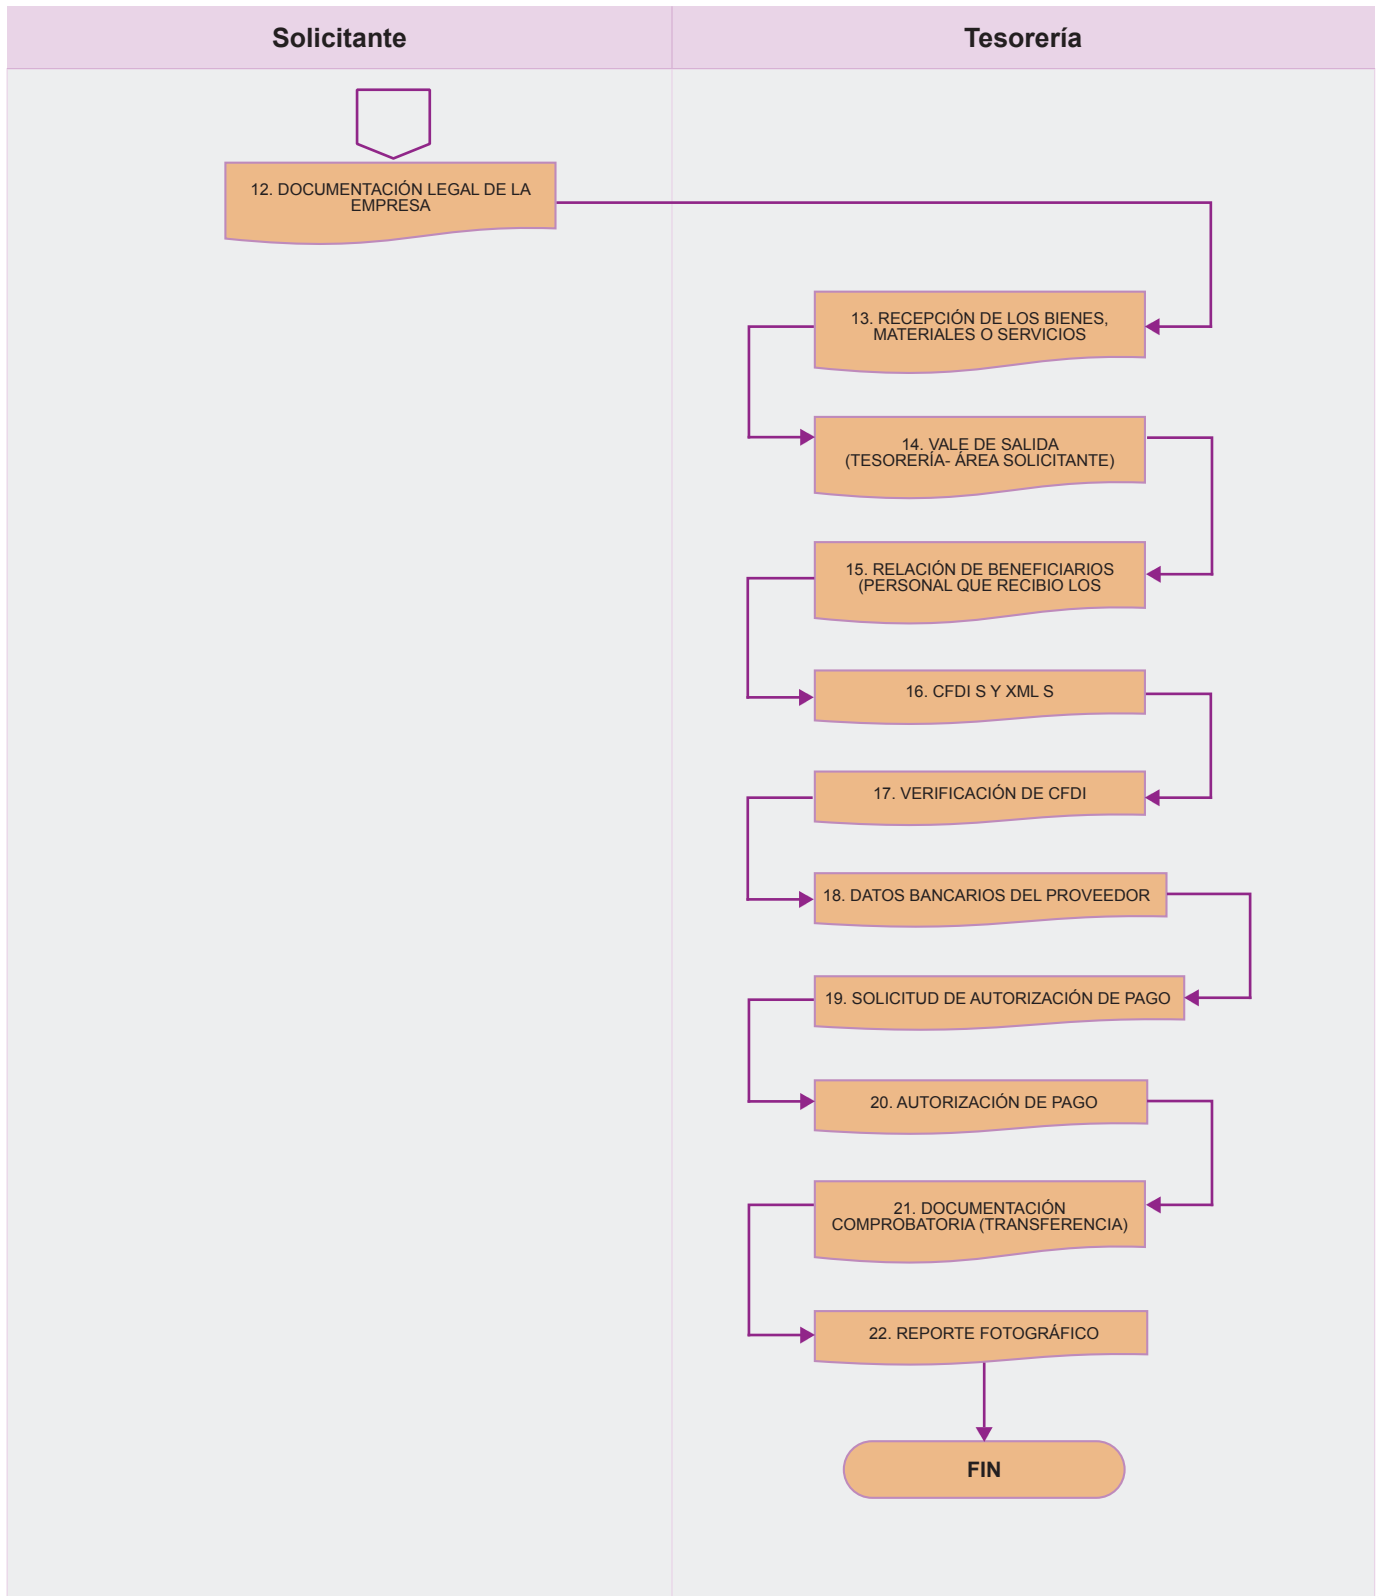 Solicitante
Tesorería
12. DOCUMENTACIÓN LEGAL DE LA
EMPRESA
13. RECEPCIÓN DE LOS BIENES,
MATERIALES O SERVICIOS
14. VALE DE SALIDA
(TESORERÍA- ÁREA SOLICITANTE)
15. RELACIÓN DE BENEFICIARIOS
(PERSONAL QUE RECIBIO LOS
16. CFDI S Y XML S
17. VERIFICACIÓN DE CFDI
18. DATOS BANCARIOS DEL PROVEEDOR
19. SOLICITUD DE AUTORIZACIÓN DE PAGO
20. AUTORIZACIÓN DE PAGO
21. DOCUMENTACIÓN
COMPROBATORIA (TRANSFERENCIA)
22. REPORTE FOTOGRÁFICO
FIN